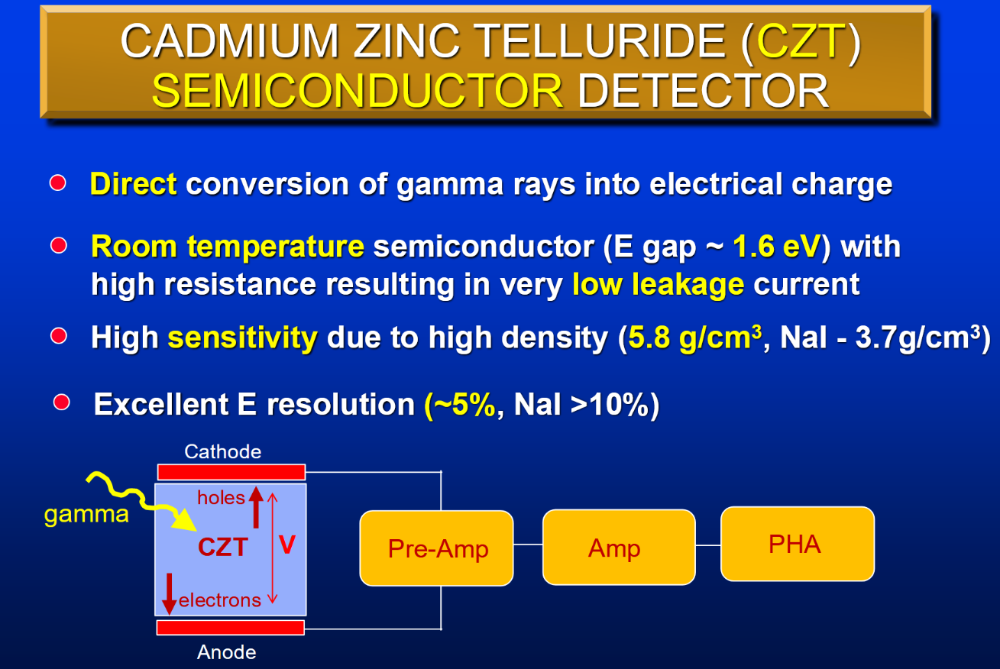 CADMIUM ZINC TELLURIDE (CZT)
SEMICONDUCTOR DETECTOR
Direct conversion of gamma rays into electrical charge
Room temperature semiconductor (E gap ~ 1.6 eV) with
high resistance resulting in very low leakage current
High sensitivity due to high density (5.8 g/cm³, NaI - 3.7g/cm³)
Excellent E resolution (~5%, NaI >10%)
Cathode
gamma
holes
CZT
V
electrons
Anode
Pre-Amp
Amp
PHA